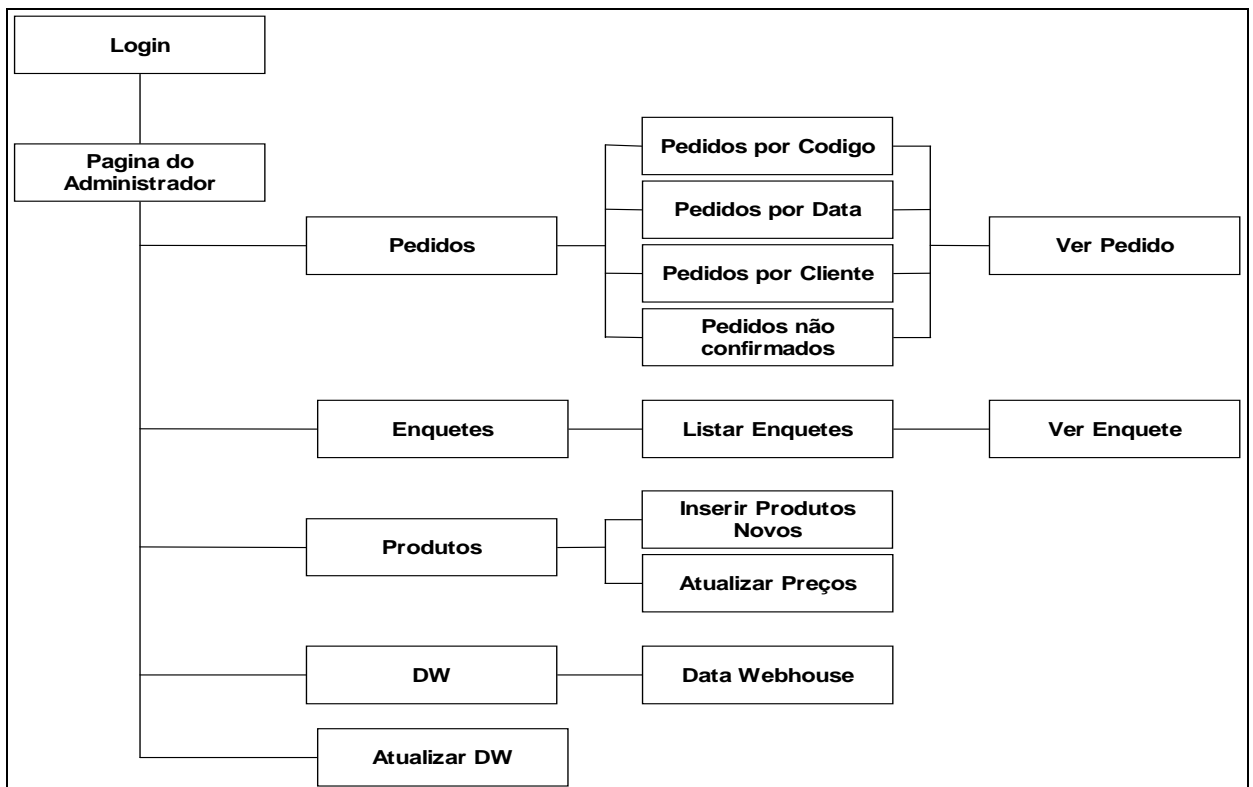 Login
Pagina do
Administrador
Pedidos
Pedidos por Codigo
Pedidos por Data
Pedidos por Cliente
Pedidos não
confirmados
Ver Pedido
Enquetes
Listar Enquetes
Ver Enquete
Produtos
Inserir Produtos
Novos
Atualizar Preços
DW
Data Webhouse
Atualizar DW